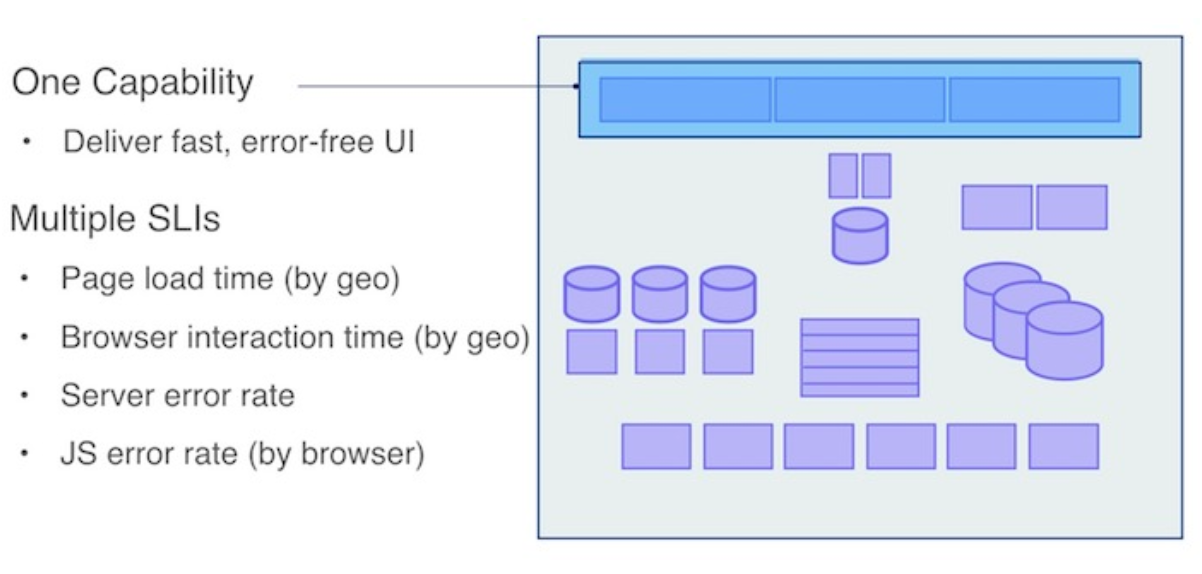 One Capability
• Deliver fast, error-free UI
Multiple SLIs
• Page load time (by geo)
• Browser interaction time (by geo)
• Server error rate
• JS error rate (by browser)